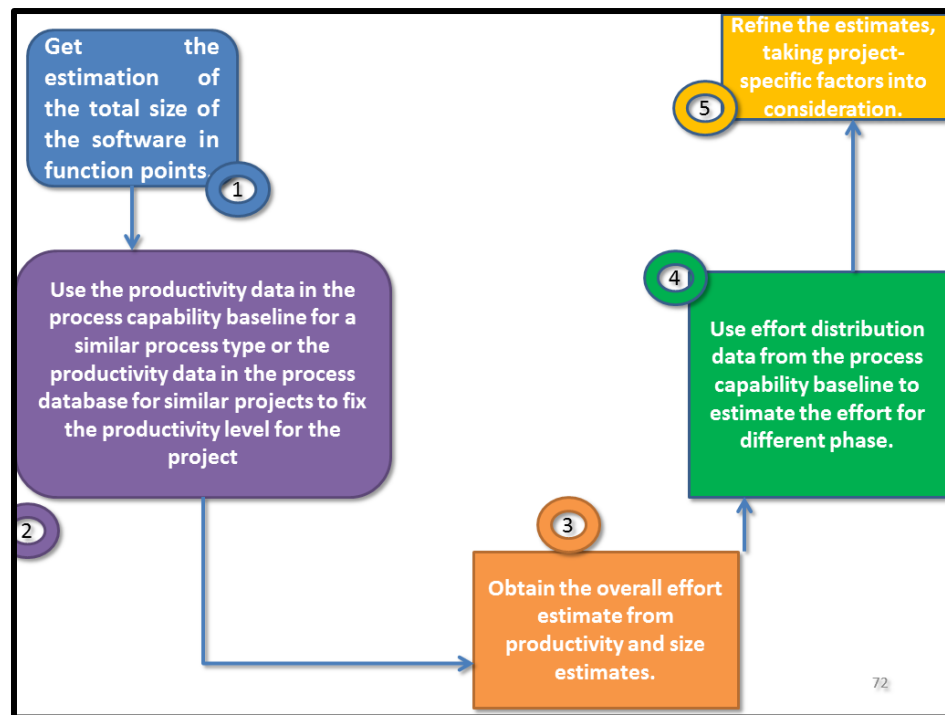 Get the
estimation of
the total size of
the software in
function points.
1
Use the productivity data in the
process capability baseline for a
similar process type or the
productivity data in the process
database for similar projects to fix
the productivity level for the
project
2
3
Obtain the overall effort
estimate from
productivity and size
estimates.
4
Use effort distribution
data from the process
capability baseline to
estimate the effort for
different phase.
5
Refine the estimates,
taking project-
specific factors into
consideration.
72